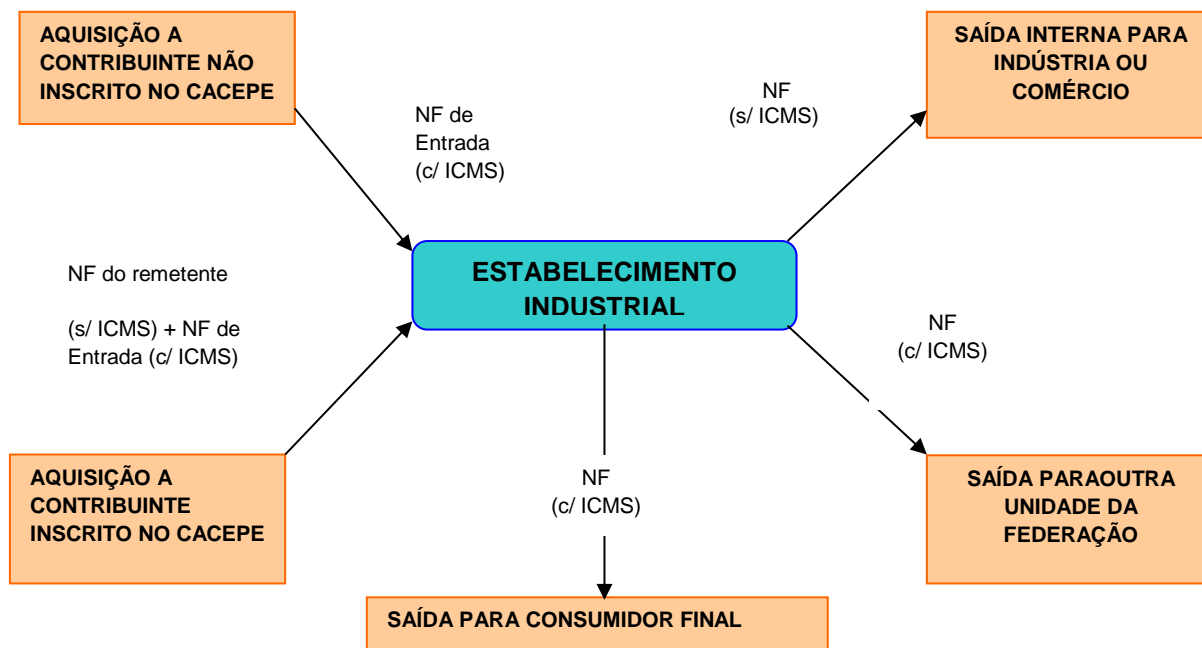 AQUISIÇÃO A
CONTRIBUINTE NÃO
INSCRITO NO CACEPE
SAÍDA INTERNA PARA
INDÚSTRIA OU
COMÉRCIO
NF de
Entrada
(c/ ICMS)
NF
(s/ ICMS)
NF do remetente
(s/ ICMS) + NF de
Entrada (c/ ICMS)
ESTABELECIMENTO
INDUSTRIAL
NF
(c/ ICMS)
AQUISIÇÃO A
CONTRIBUINTE
INSCRITO NO CACEPE
NF
(c/ ICMS)
SAÍDA PARAOUTRA
UNIDADE DA
FEDERAÇÃO
SAÍDA PARA CONSUMIDOR FINAL